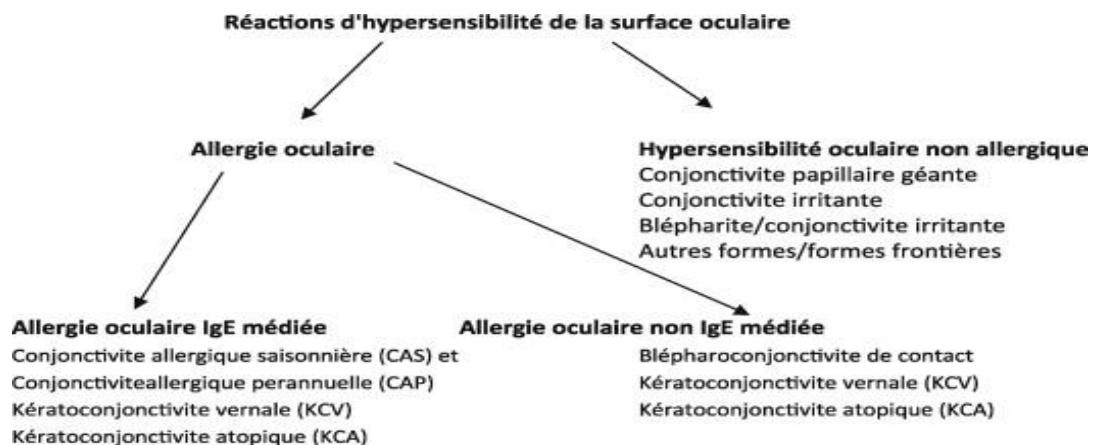 Réactions d'hypersensibilité de la surface oculaire
Allergie oculaire
Hypersensibilité oculaire non allergique
Conjonctivite papillaire géante
Conjonctivite irritante
Blépharite/conjonctivite irritante
Autres formes/formes frontières
Allergie oculaire IgE médiée
Conjonctivite allergique saisonnière (CAS) et
Conjonctiviteallergique perannuelle (CAP)
Kératoconjonctivite vernale (KCV)
Kératoconjonctivite atopique (KCA)
Allergie oculaire non IgE médiée
Blépharoconjonctivite de contact
Kératoconjonctivite vernale (KCV)
Kératoconjonctivite atopique (KCA)